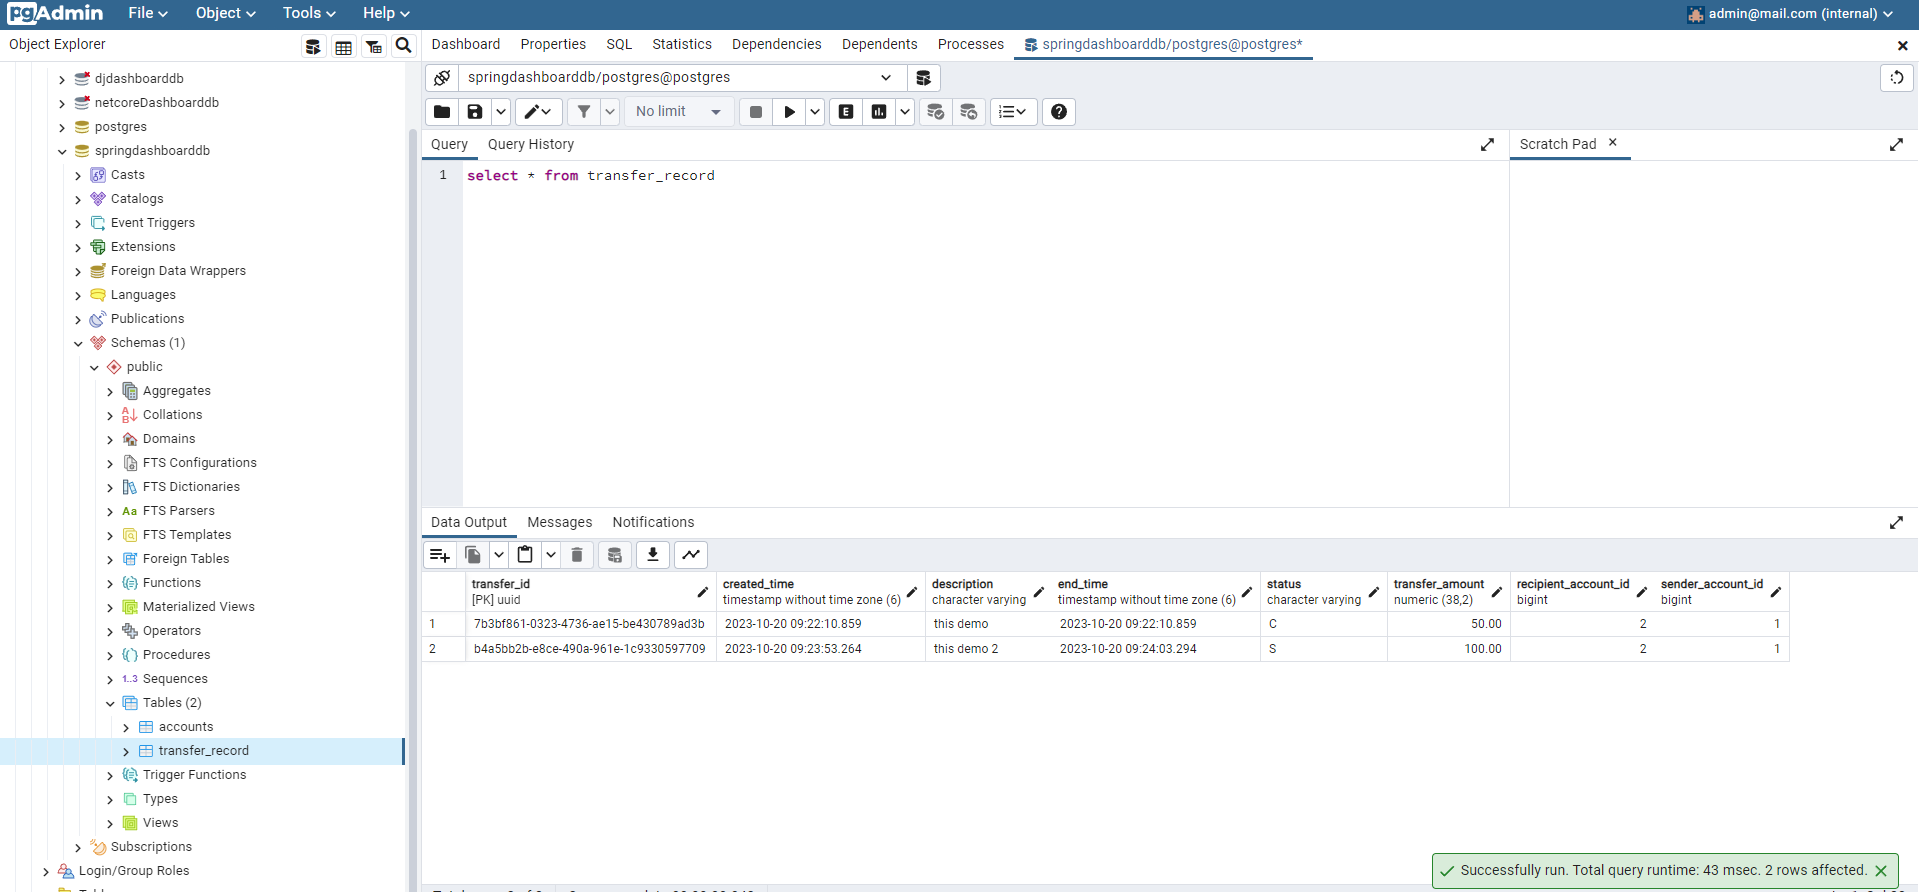 pgAdmin File Object Tools Help admin@mail.com (internal)
Object Explorer
Dashboard Properties SQL Statistics Dependencies Dependents Processes springdashboarddb/postgres@postgres*
djdashboarddb
netcoreDashboarddb
postgres
springdashboarddb
Casts
Catalogs
Event Triggers
Extensions
Foreign Data Wrappers
Languages
Publications
Schemas (1)
public
Aggregates
Collations
Domains
FTS Configurations
FTS Dictionaries
Aa FTS Parsers
FTS Templates
Foreign Tables
Functions
Materialized Views
Operators
Procedures
1..3 Sequences
Tables (2)
accounts
transfer_record
Trigger Functions
Types
Views
Subscriptions
Login/Group Roles
springdashboarddb/postgres@postgres
No limit E
Query Query History Scratch Pad
1 select * from transfer_record
Data Output Messages Notifications
transfer_id created_time description end_time status transfer_amount recipient_account_id sender_account_id
[PK] uuid timestamp without time zone (6) character varying timestamp without time zone (6) character varying numeric (38,2) bigint bigint
1 7b3bf861-0323-4736-ae15-be430789ad3b 2023-10-20 09:22:10.859 this demo 2023-10-20 09:22:10.859 C 50.00 2 1
2 b4a5bb2b-e8ce-490a-961e-1c9330597709 2023-10-20 09:23:53.264 this demo 2 2023-10-20 09:24:03.294 S 100.00 2 1
Successfully run. Total query runtime: 43 msec. 2 rows affected.